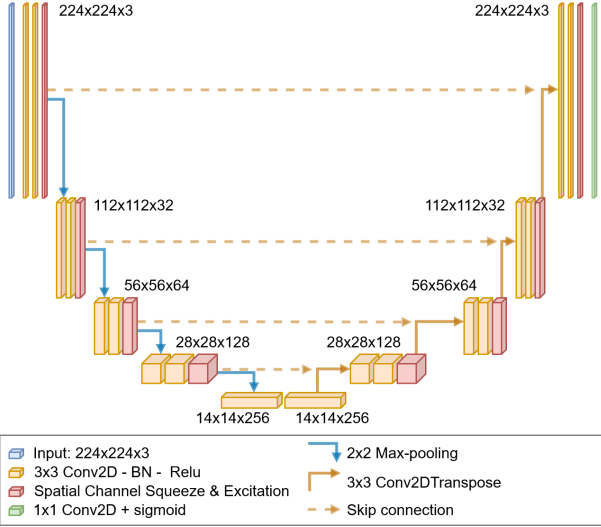 224x224x3
224x224x3
112x112x32
112x112x32
56x56x64
56x56x64
28x28x128
28x28x128
14x14x256
14x14x256
Input: 224x224x3
3x3 Conv2D - BN - Relu
Spatial Channel Squeeze & Excitation
1x1 Conv2D + sigmoid
2x2 Max-pooling
3x3 Conv2DTranspose
Skip connection